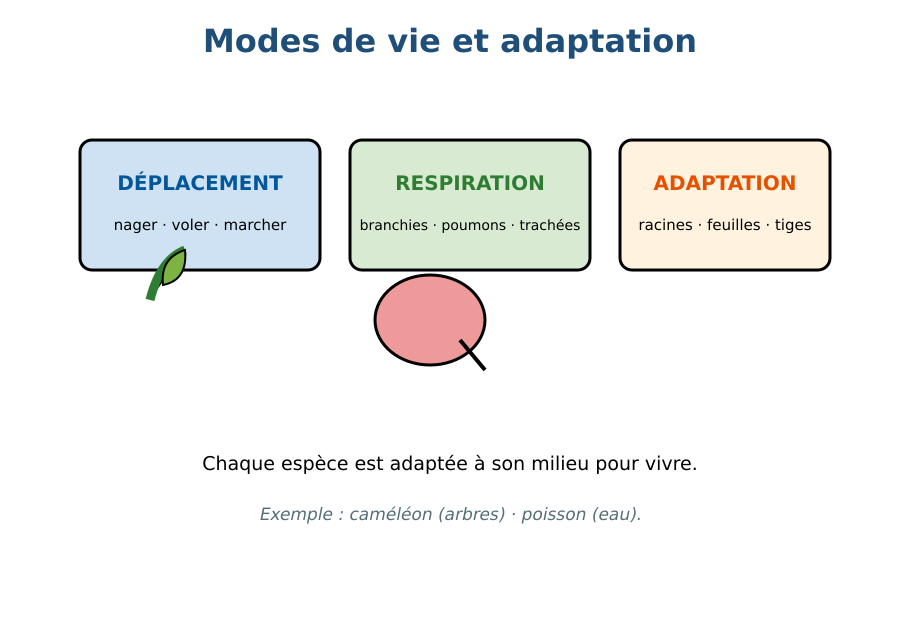 Modes de vie et adaptation
DÉPLACEMENT
nager · voler · marcher
RESPIRATION
branchies · poumons · trachées
ADAPTATION
racines · feuilles · tiges
Chaque espèce est adaptée à son milieu pour vivre.
Exemple : caméléon (arbres) · poisson (eau).